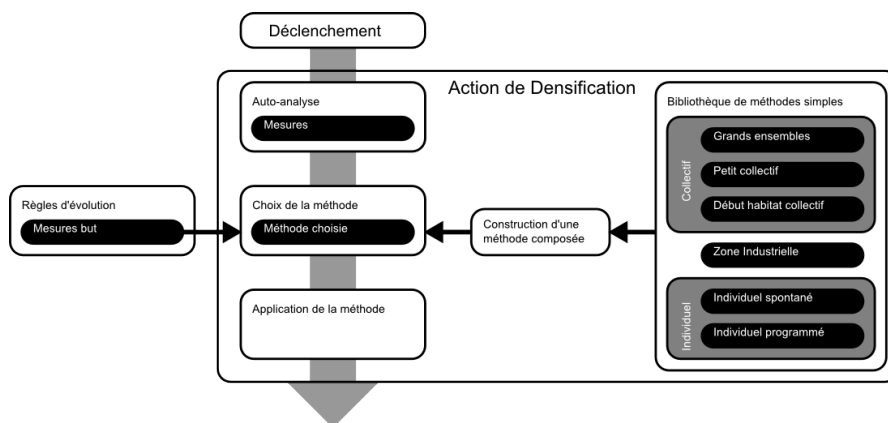 Déclenchement
Action de Densification
Auto-analyse
Mesures
Règles d'évolution
Mesures but
Choix de la méthode
Méthode choisie
Application de la méthode
Construction d'une
méthode composée
Bibliothèque de méthodes simples
Collectif
Grands ensembles
Petit collectif
Début habitat collectif
Zone Industrielle
Individuel
Individuel spontané
Individuel programmé